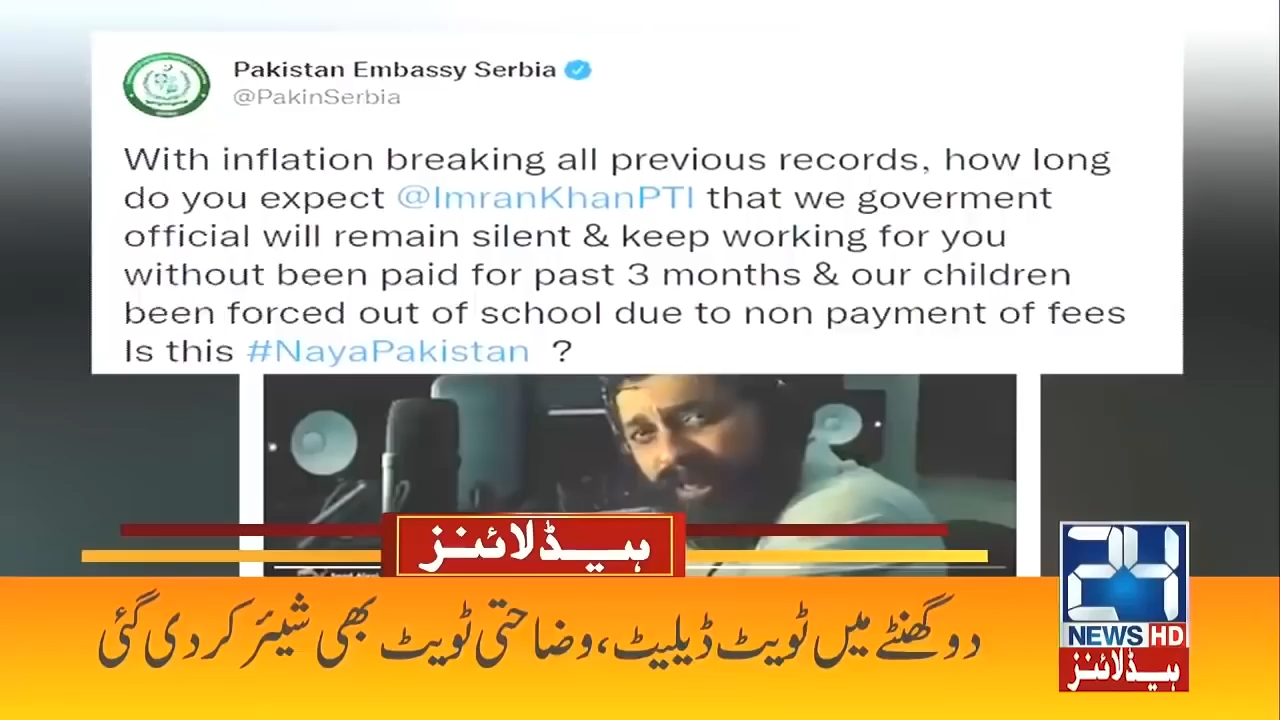 Pakistan Embassy Serbia
@PakinSerbia
With inflation breaking all previous records, how long
do you expect @ImranKhanPTI that we goverment
official will remain silent & keep working for you
without been paid for past 3 months & our children
been forced out of school due to non payment of fees
Is this #NayaPakistan ?
ہیڈلائنز
دو گھنٹے میں ٹویٹ ڈیلیٹ، وضاحتی ٹویٹ بھی شیئر کر دی گئی
24
NEWS HD
ہیڈلائنز